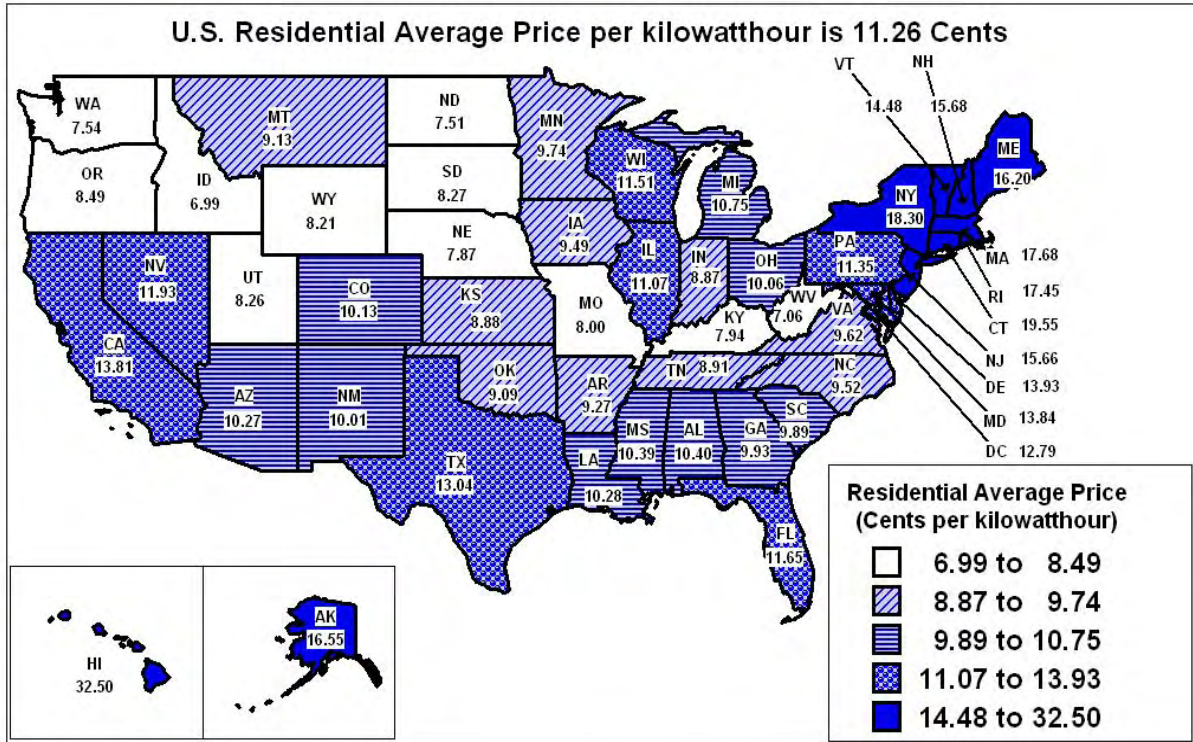 U.S. Residential Average Price per kilowatthour is 11.26 Cents
VT
14.48
NH
15.68
WA
7.54
MT
9.13
ND
7.51
MN
9.74
ME
16.20
OR
8.49
ID
6.99
WY
8.21
SD
8.27
WI
11.51
MI
10.75
NY
18.30
NE
7.87
IA
9.49
IL
11.07
IN
8.87
OH
10.06
PA
11.35
MA 17.68
NV
11.93
UT
8.26
CO
10.13
KS
8.88
MO
8.00
KY
7.94
WV
7.06
VA
9.62
RI 17.45
CT 19.55
CA
13.81
NJ 15.66
DE 13.93
MD 13.84
DC 12.79
AZ
10.27
NM
10.01
OK
9.09
AR
9.27
TN 8.91
NC
9.52
SC
9.89
MS
10.39
AL
10.40
GA
9.93
TX
13.04
LA
10.28
FL
11.65
HI
32.50
AK
16.55
Residential Average Price
(Cents per kilowatthour)
6.99 to 8.49
8.87 to 9.74
9.89 to 10.75
11.07 to 13.93
14.48 to 32.50